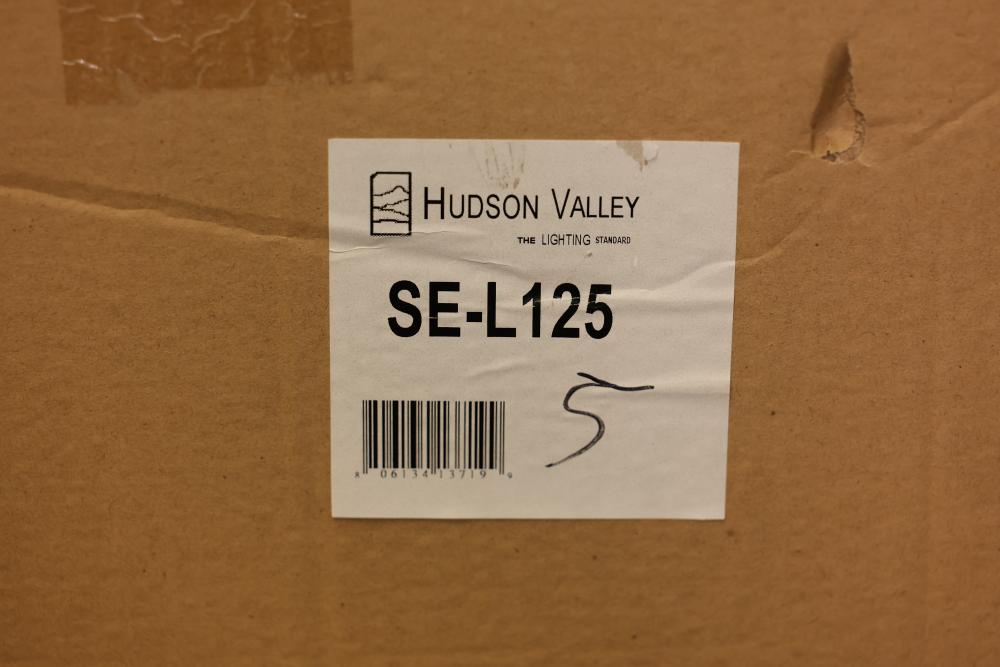 HUDSON VALLEY
THE LIGHTING STANDARD
SE-L125
5
8 06134 13719 9